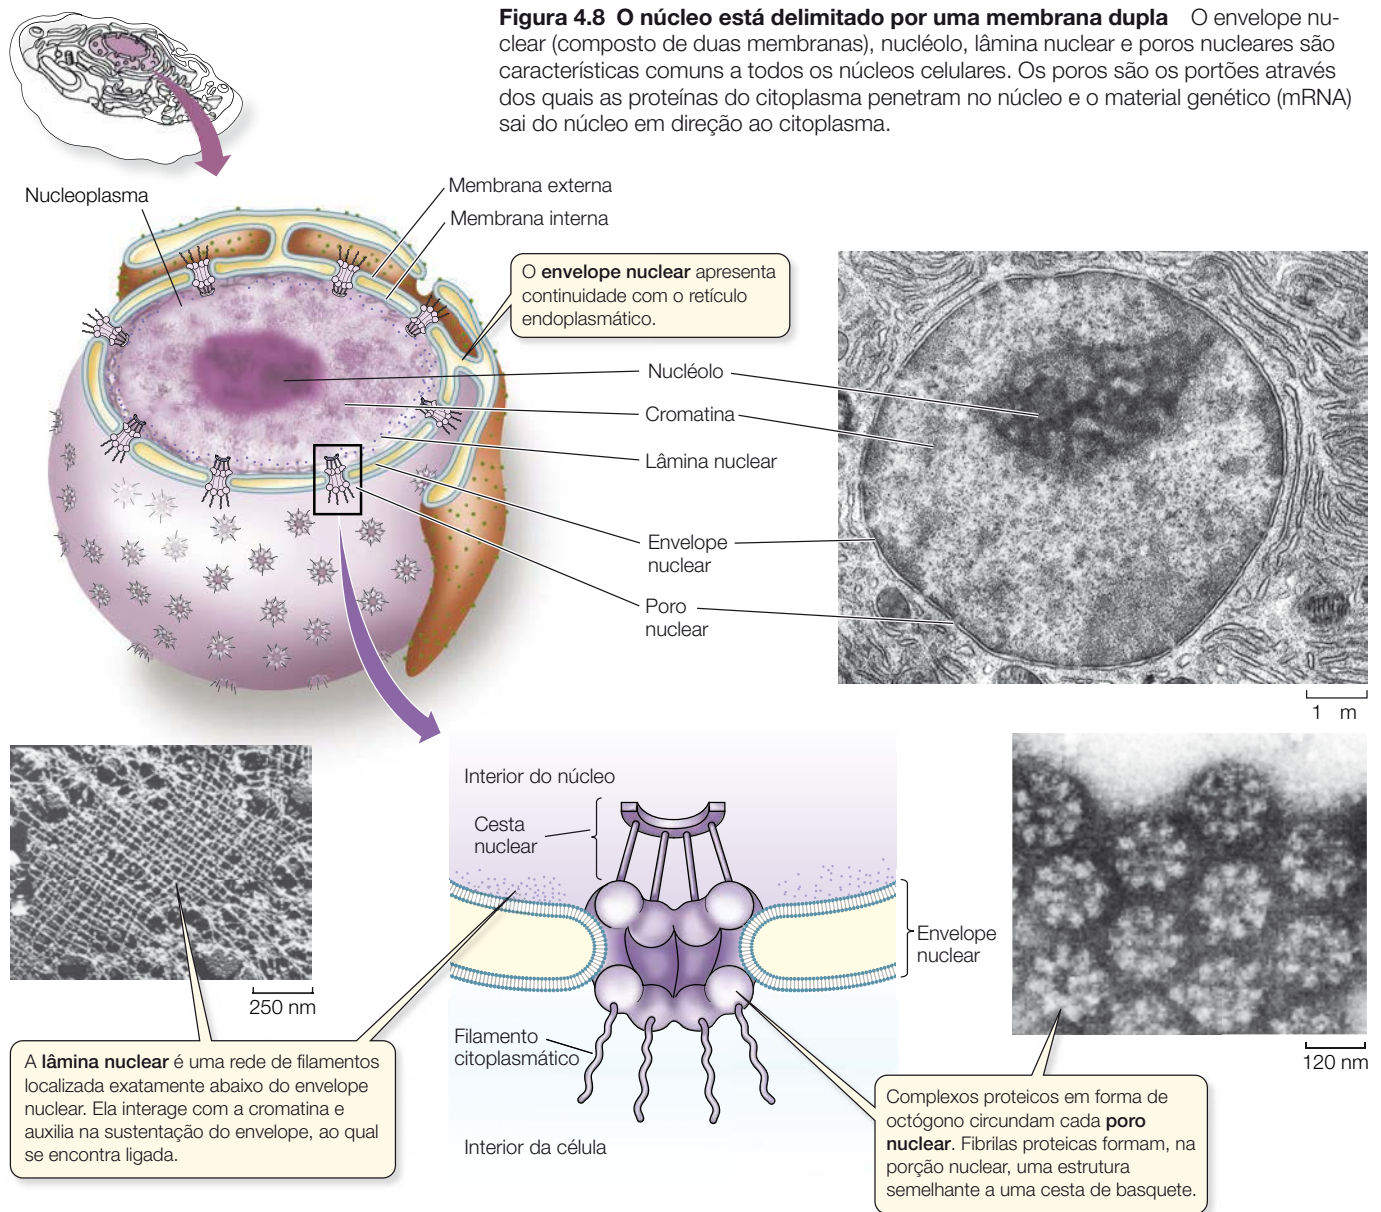 Figura 4.8 O núcleo está delimitado por uma membrana dupla O envelope nu-
clear (composto de duas membranas), nucléolo, lâmina nuclear e poros nucleares são
características comuns a todos os núcleos celulares. Os poros são os portões através
dos quais as proteínas do citoplasma penetram no núcleo e o material genético (mRNA)
sai do núcleo em direção ao citoplasma.
Nucleoplasma
Membrana externa
Membrana interna
O envelope nuclear apresenta
continuidade com o retículo
endoplasmático.
Nucléolo
Cromatina
Lâmina nuclear
Envelope
nuclear
Poro
nuclear
1 m
Interior do núcleo
Cesta
nuclear
Envelope
nuclear
250 nm
Filamento
citoplasmático
120 nm
A lâmina nuclear é uma rede de filamentos
localizada exatamente abaixo do envelope
nuclear. Ela interage com a cromatina e
auxilia na sustentação do envelope, ao qual
se encontra ligada.
Interior da célula
Complexos proteicos em forma de
octógono circundam cada poro
nuclear. Fibrilas proteicas formam, na
porção nuclear, uma estrutura
semelhante a uma cesta de basquete.